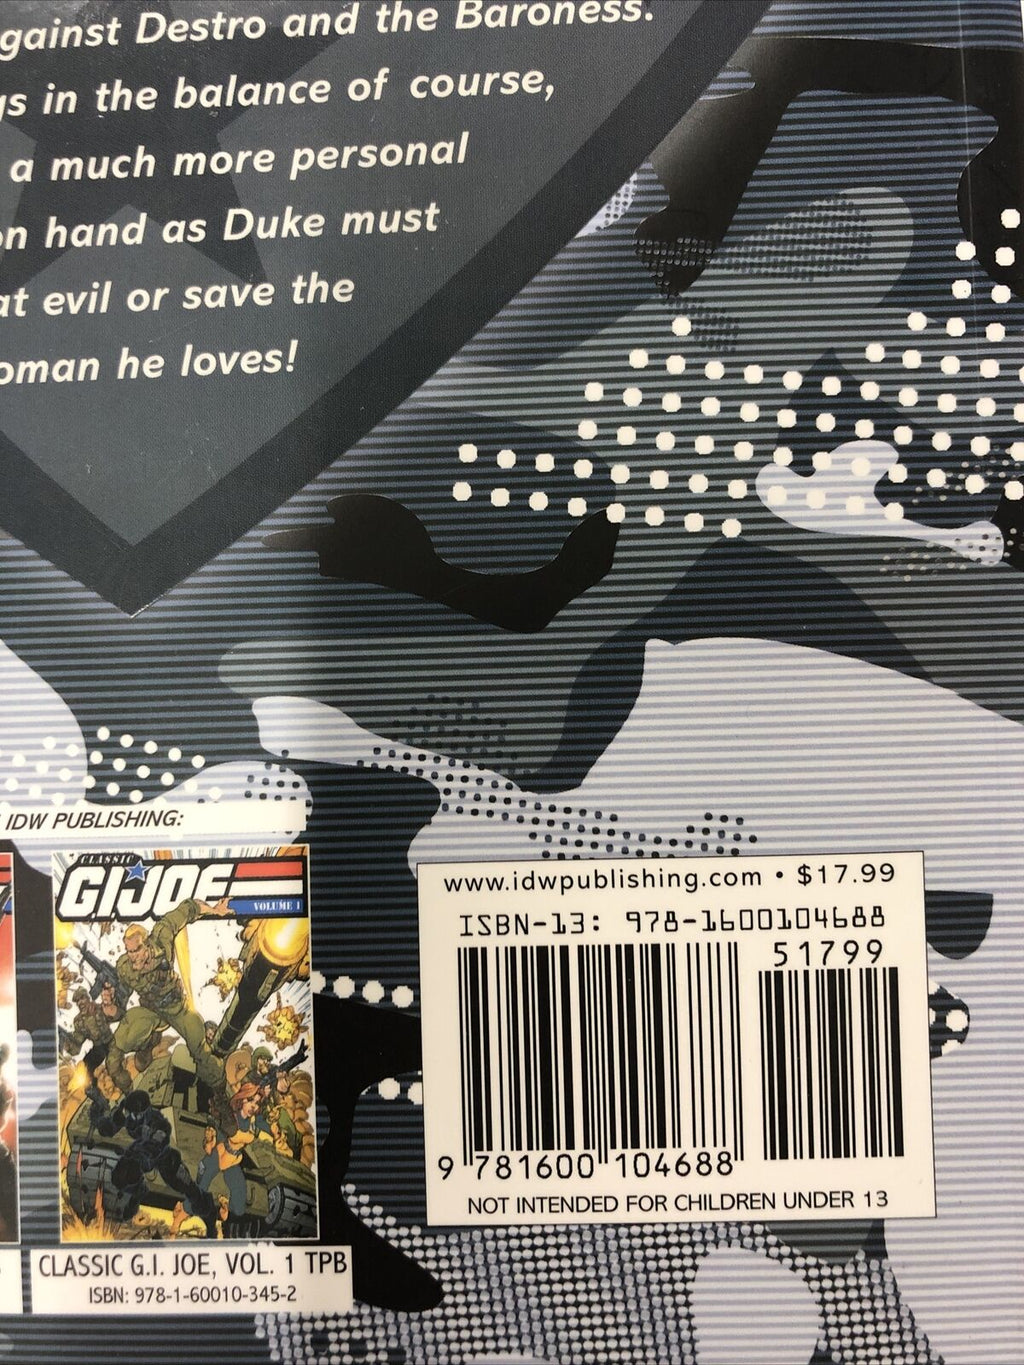 gainst Destro and the Baroness.
gs in the balance of course,
a much more personal
on hand as Duke must
at evil or save the
oman he loves!
IDW PUBLISHING:
CLASSIC
G.I. JOE
VOLUME 1
CLASSIC G.I. JOE, VOL. 1 TPB
ISBN: 978-1-60010-345-2
www.idwpublishing.com • $17.99
ISBN-13: 978-1600104688
51799
9 781600 104688
NOT INTENDED FOR CHILDREN UNDER 13